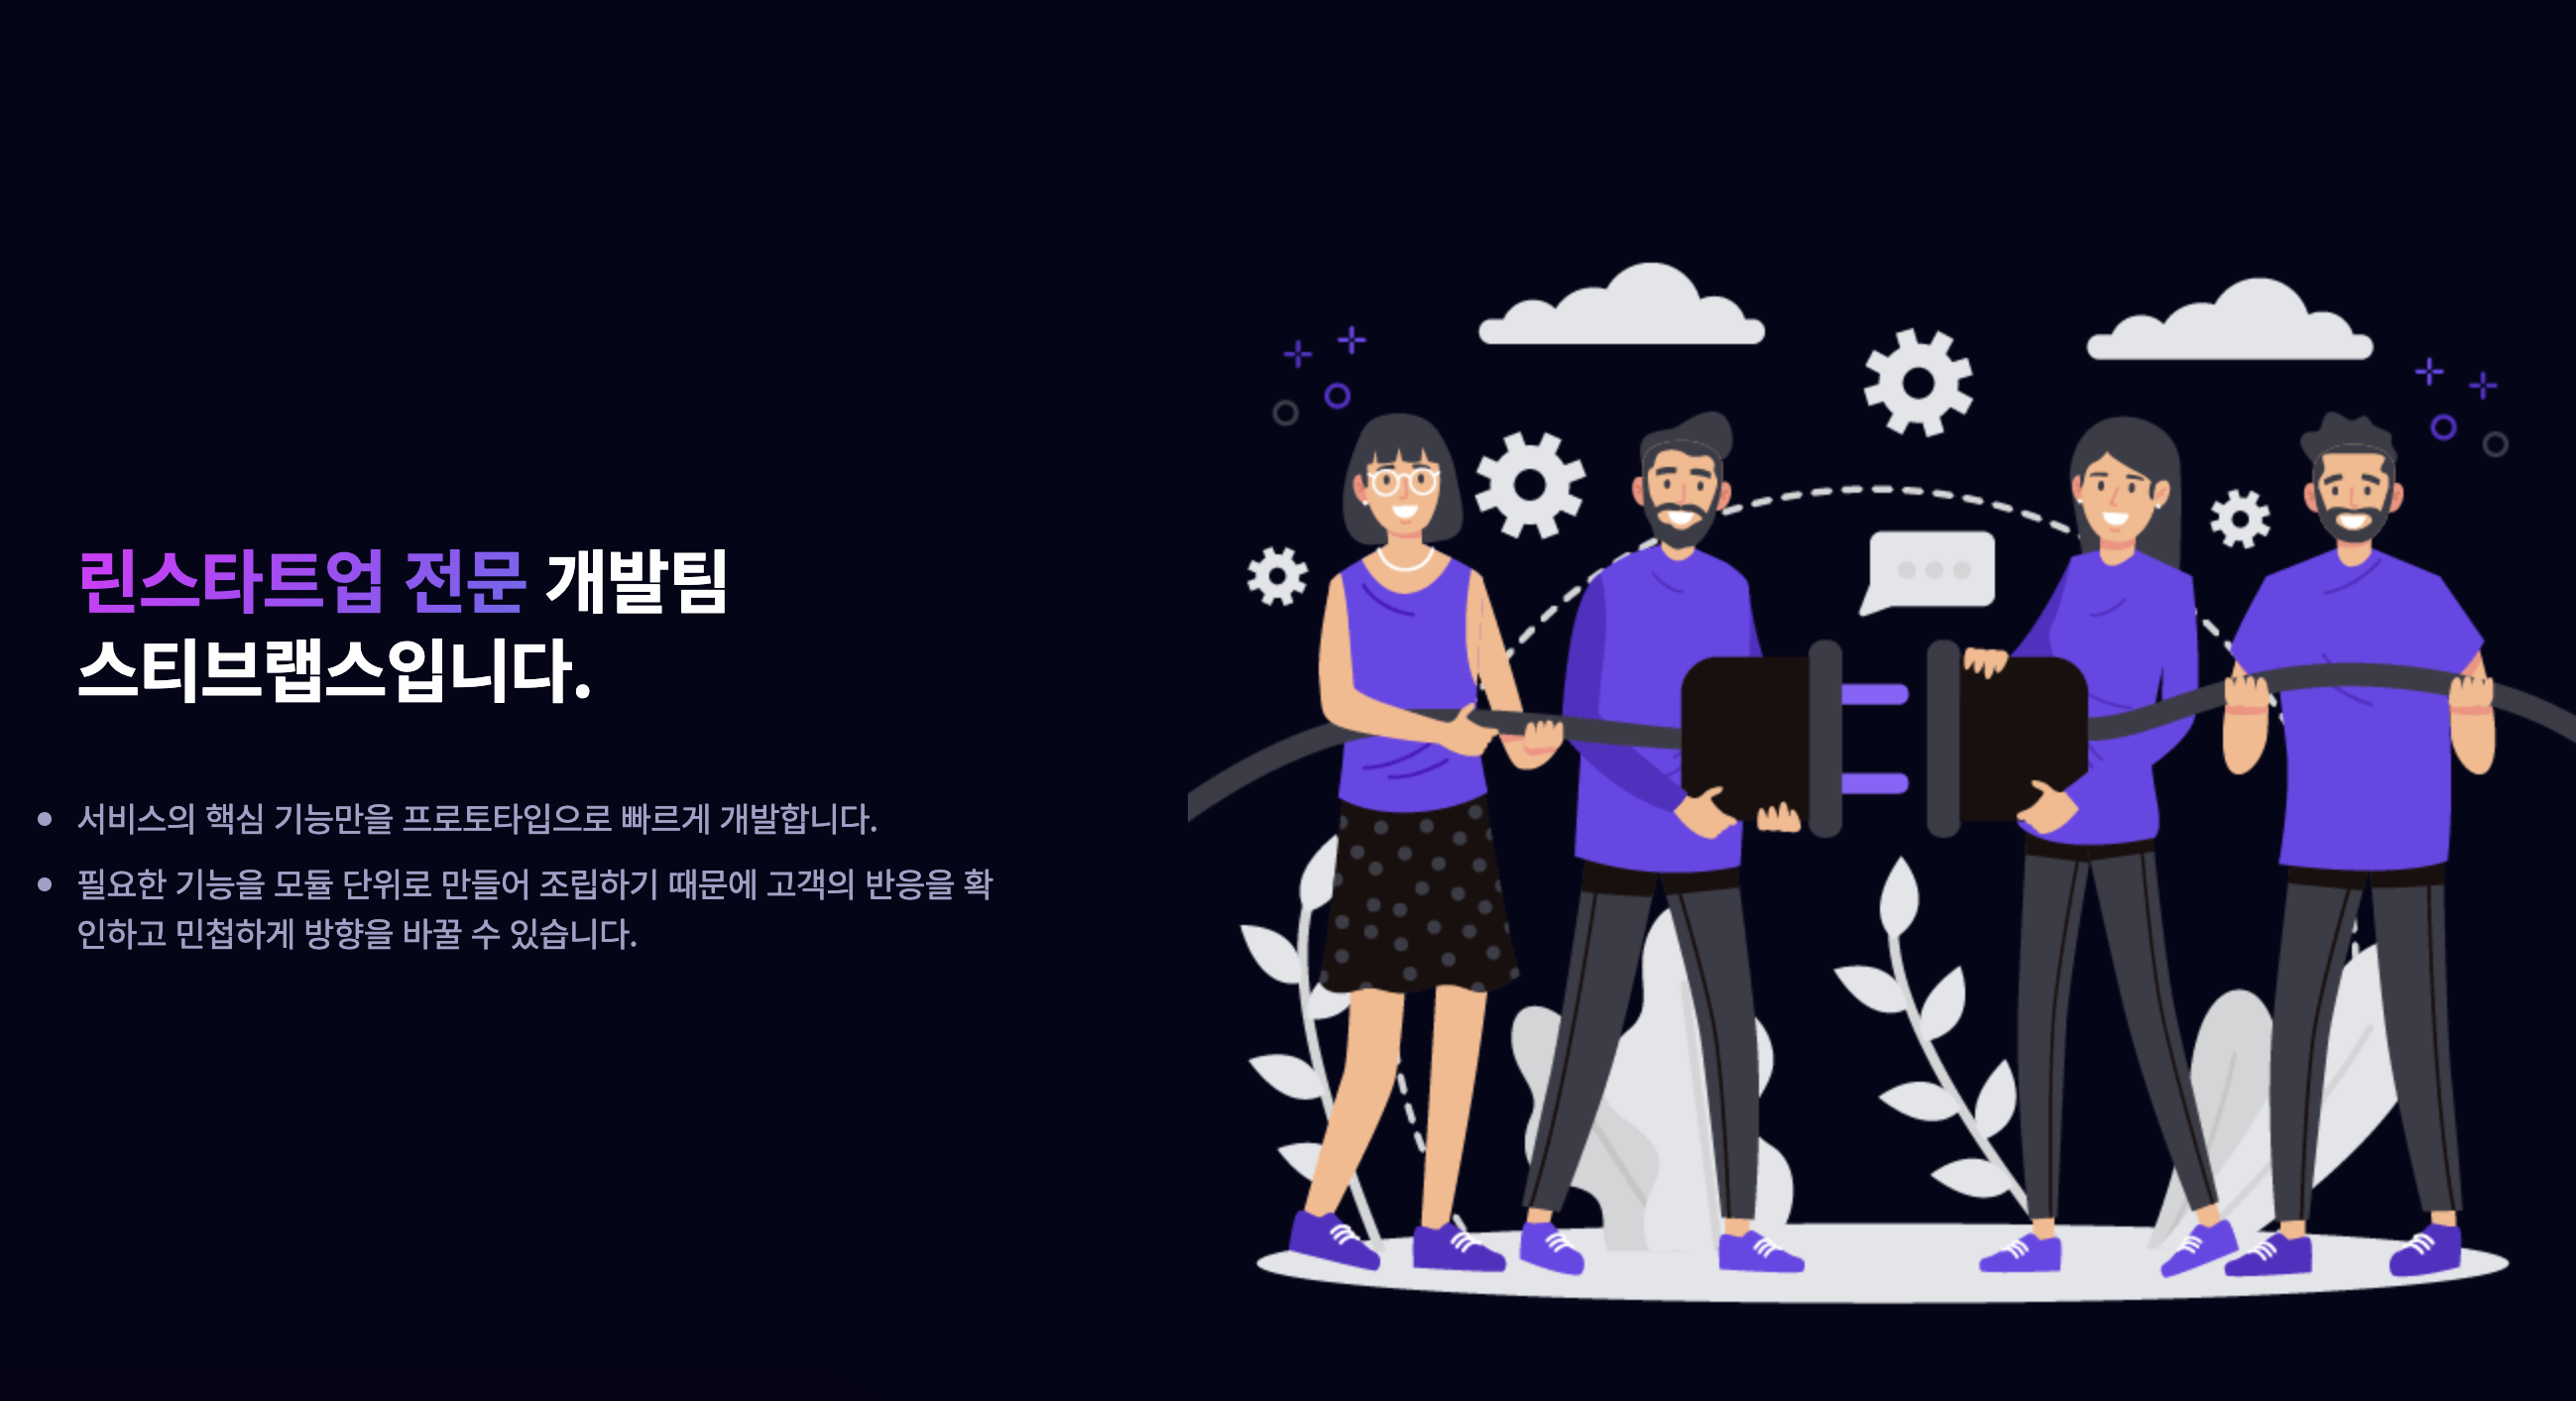 린스타트업 전문 개발팀
스티브랩스입니다.
서비스의 핵심 기능만을 프로토타입으로 빠르게 개발합니다.
필요한 기능을 모듈 단위로 만들어 조립하기 때문에 고객의 반응을 확
인하고 민첩하게 방향을 바꿀 수 있습니다.